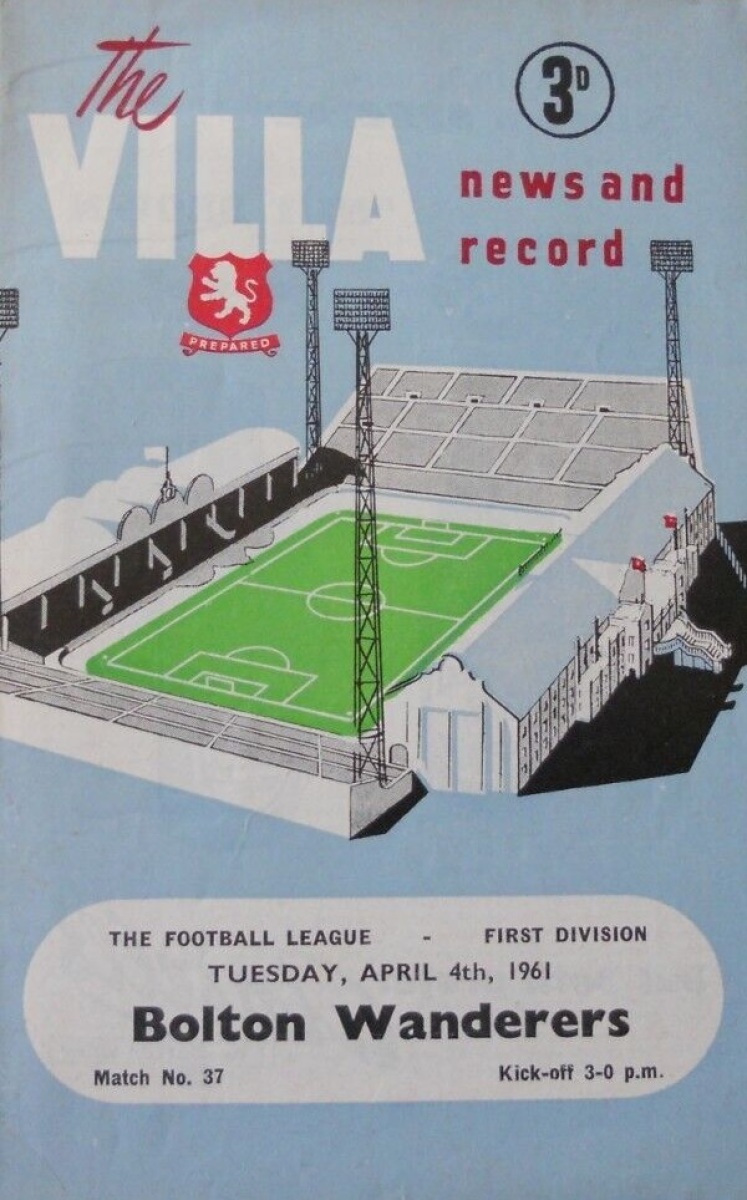 The
VILLA
3D
news and
record
PREPARED
THE FOOTBALL LEAGUE - FIRST DIVISION
TUESDAY, APRIL 4th, 1961
Bolton Wanderers
Match No. 37 Kick-off 3-0 p.m.